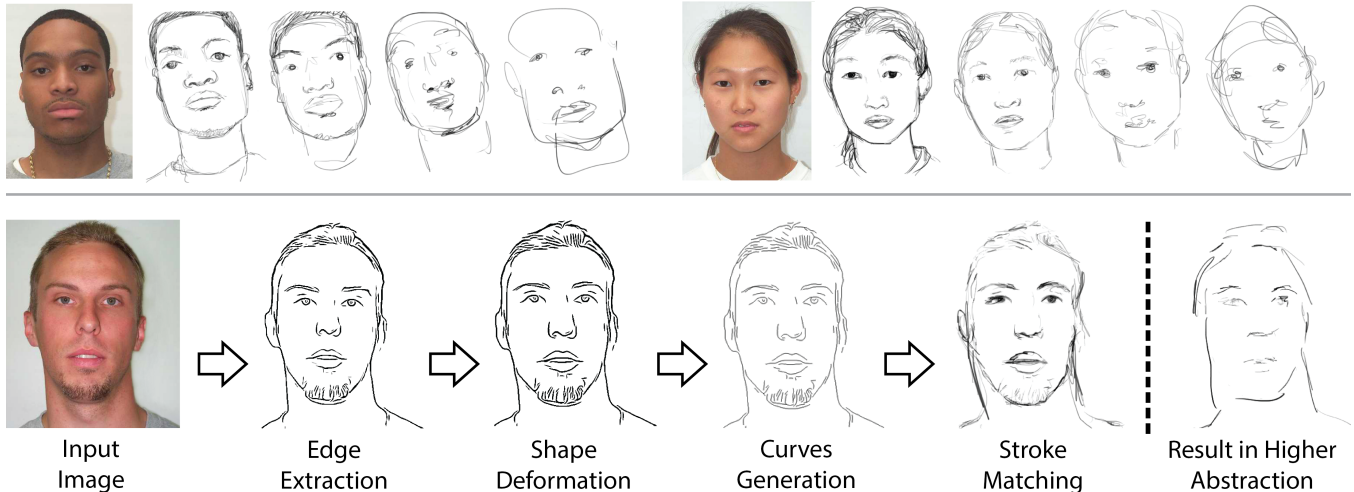 Input
Image
Edge
Extraction
Shape
Deformation
Curves
Generation
Stroke
Matching
Result in Higher
Abstraction